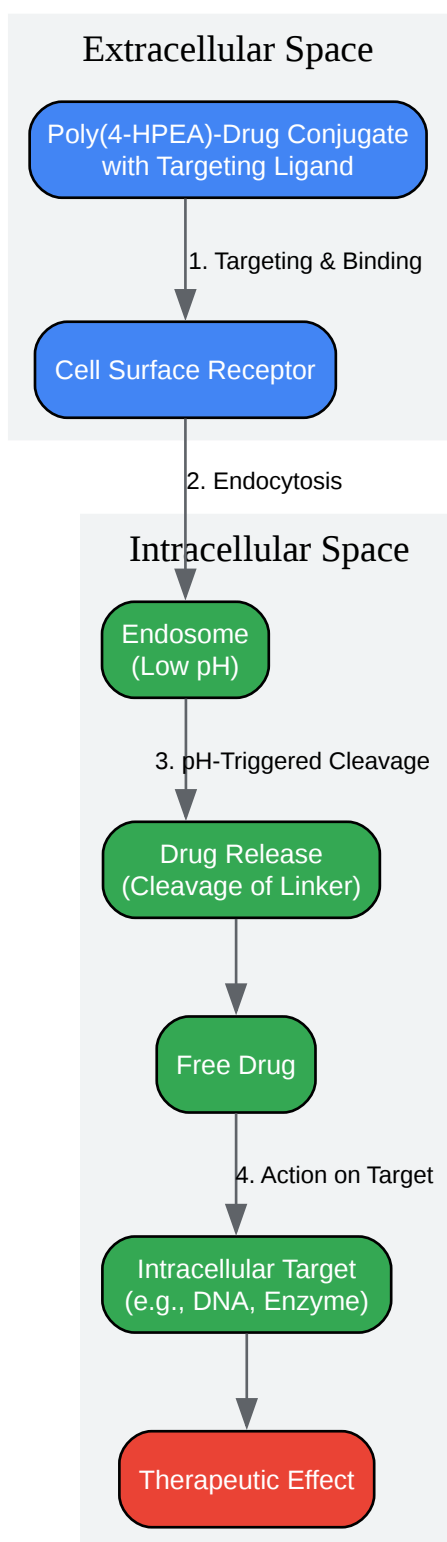 Extracellular Space
Poly(4-HPEA)-Drug Conjugate
with Targeting Ligand
1. Targeting & Binding
Cell Surface Receptor
2. Endocytosis
Intracellular Space
Endosome
(Low pH)
3. pH-Triggered Cleavage
Drug Release
(Cleavage of Linker)
Free Drug
4. Action on Target
Intracellular Target
(e.g., DNA, Enzyme)
Therapeutic Effect